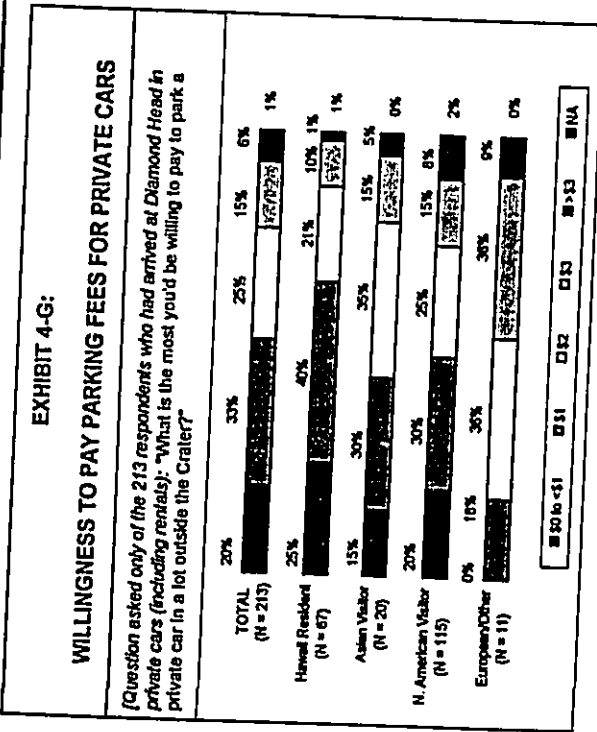 EXHIBIT 4-G:
WILLINGNESS TO PAY PARKING FEES FOR PRIVATE CARS
[Question asked only of the 213 respondents who had arrived at Diamond Head in
private cars (including rentals): "What is the most you'd be willing to pay to park a
private car in a lot outside the Crater?"
20% 33% 25% 15% 6% 1%
TOTAL
(N = 213)
25% 40% 21% 10% 1% 1%
Hawaii Resident
(N = 67)
15% 30% 35% 15% 5% 0%
Asian Visitor
(N = 20)
20% 30% 25% 15% 8% 2%
N. American Visitor
(N = 115)
0% 18% 36% 36% 9% 0%
European/Other
(N = 11)
$0 to <$1 $1 $2 $3 >$3 NA